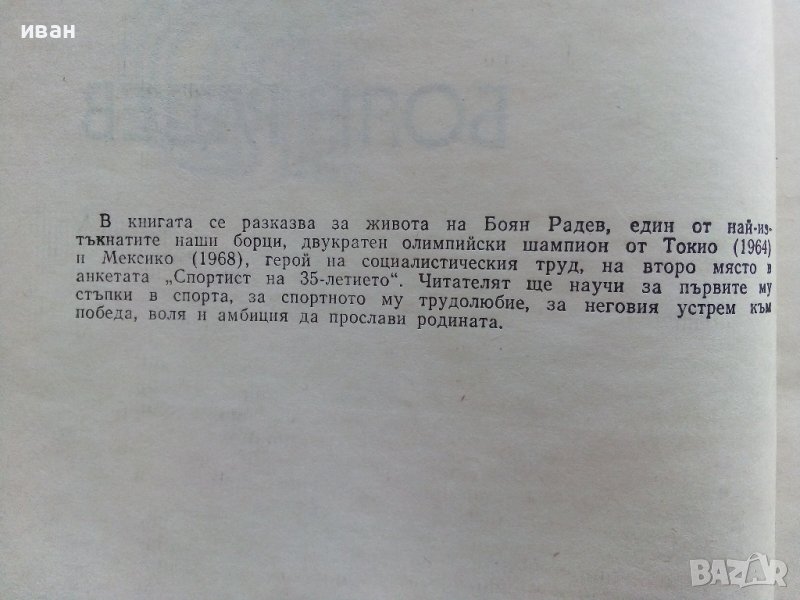 иван
БОЯН РАДЕВ
В книгата се разказва за живота на Боян Радев, един от най-из-
тъкнатите наши борци, двукратен олимпийски шампион от Токио (1964)
и Мексико (1968), герой на социалистическия труд, на второ място в
анкетата „Спортист на 35-летието“. Читателят ще научи за първите му
стъпки в спорта, за спортното му трудолюбие, за неговия устрем към
победа, воля и амбиция да прослави родината.
BAZAR